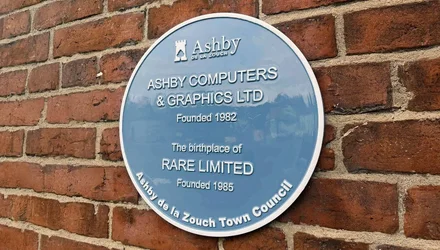 Ashby
DE LA ZOUCH
ASHBY COMPUTERS
& GRAPHICS LTD
Founded 1982
The birthplace of
RARE LIMITED
Founded 1985
Ashby de la Zouch Town Council